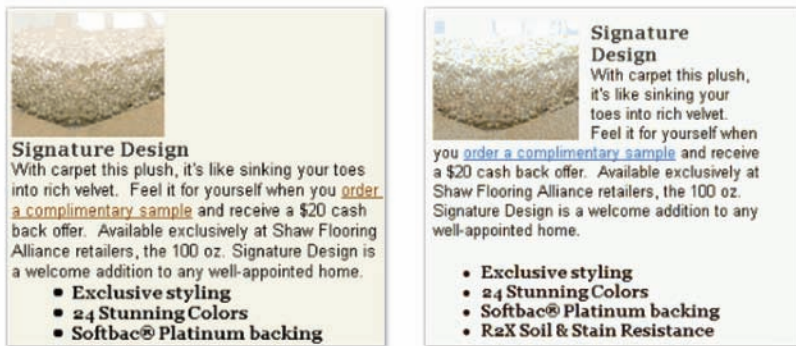 Signature Design
With carpet this plush, it's like sinking your toes
into rich velvet. Feel it for yourself when you order
a complimentary sample and receive a $20 cash
back offer. Available exclusively at Shaw Flooring
Alliance retailers, the 100 oz. Signature Design is
a welcome addition to any well-appointed home.
• Exclusive styling
• 24 Stunning Colors
• Softbac® Platinum backing
Signature
Design
With carpet this plush,
it's like sinking your
toes into rich velvet.
Feel it for yourself when
you order a complimentary sample and receive
a $20 cash back offer. Available exclusively at
Shaw Flooring Alliance retailers, the 100 oz.
Signature Design is a welcome addition to any
well-appointed home.
• Exclusive styling
• 24 Stunning Colors
• Softbac® Platinum backing
• R2X Soil & Stain Resistance